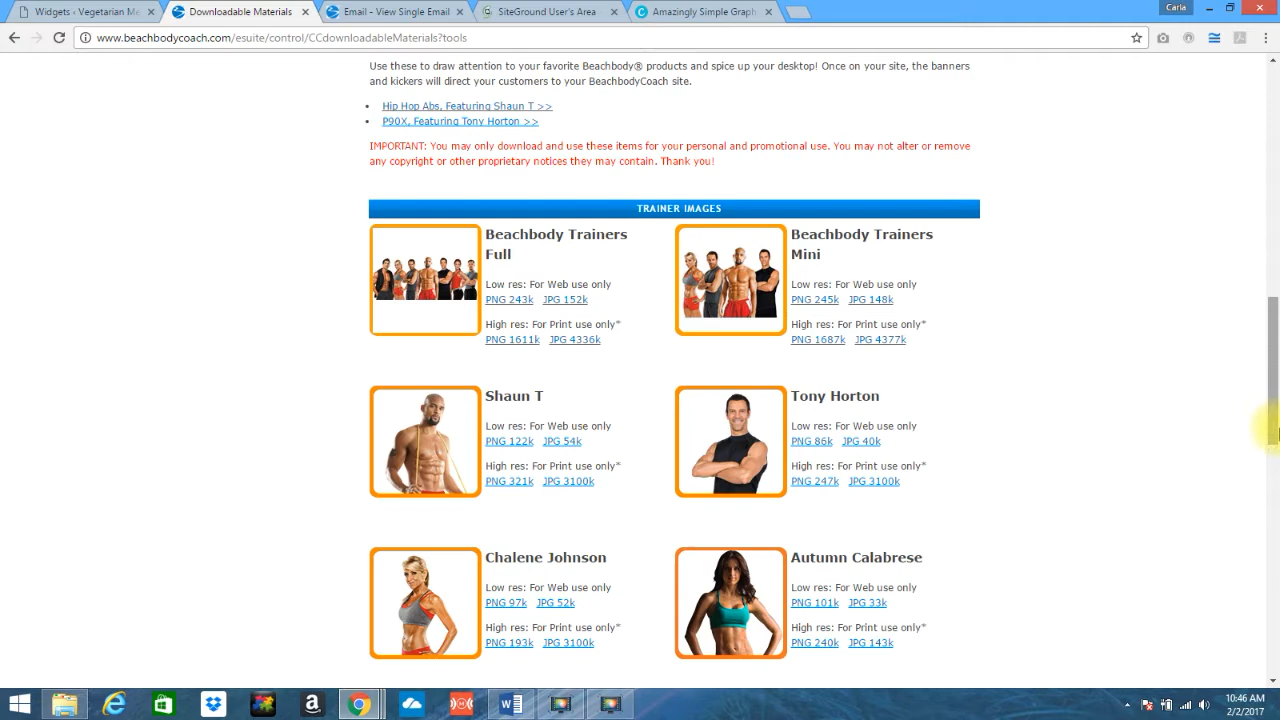 Widgets ‹ Vegetarian Me
Downloadable Materials
Email - View Single Email
SiteGround User's Area
Amazingly Simple Graph
Carla
www.beachbodycoach.com/esuite/control/CCdownloadableMaterials?tools
Use these to draw attention to your favorite Beachbody® products and spice up your desktop! Once on your site, the banners
and kickers will direct your customers to your BeachbodyCoach site.
• Hip Hop Abs, Featuring Shaun T >>
• P90X, Featuring Tony Horton >>
IMPORTANT: You may only download and use these items for your personal and promotional use. You may not alter or remove
any copyright or other proprietary notices they may contain. Thank you!
TRAINER IMAGES
Beachbody Trainers
Full
Low res: For Web use only
PNG 243k JPG 152k
High res: For Print use only*
PNG 1611k JPG 4336k
Beachbody Trainers
Mini
Low res: For Web use only
PNG 245k JPG 148k
High res: For Print use only*
PNG 1687k JPG 4377k
Shaun T
Low res: For Web use only
PNG 122k JPG 54k
High res: For Print use only*
PNG 321k JPG 3100k
Tony Horton
Low res: For Web use only
PNG 86k JPG 40k
High res: For Print use only*
PNG 247k JPG 3100k
Chalene Johnson
Low res: For Web use only
PNG 97k JPG 52k
High res: For Print use only*
PNG 193k JPG 3100k
Autumn Calabrese
Low res: For Web use only
PNG 101k JPG 33k
High res: For Print use only*
PNG 240k JPG 143k
10:46 AM
2/2/2017